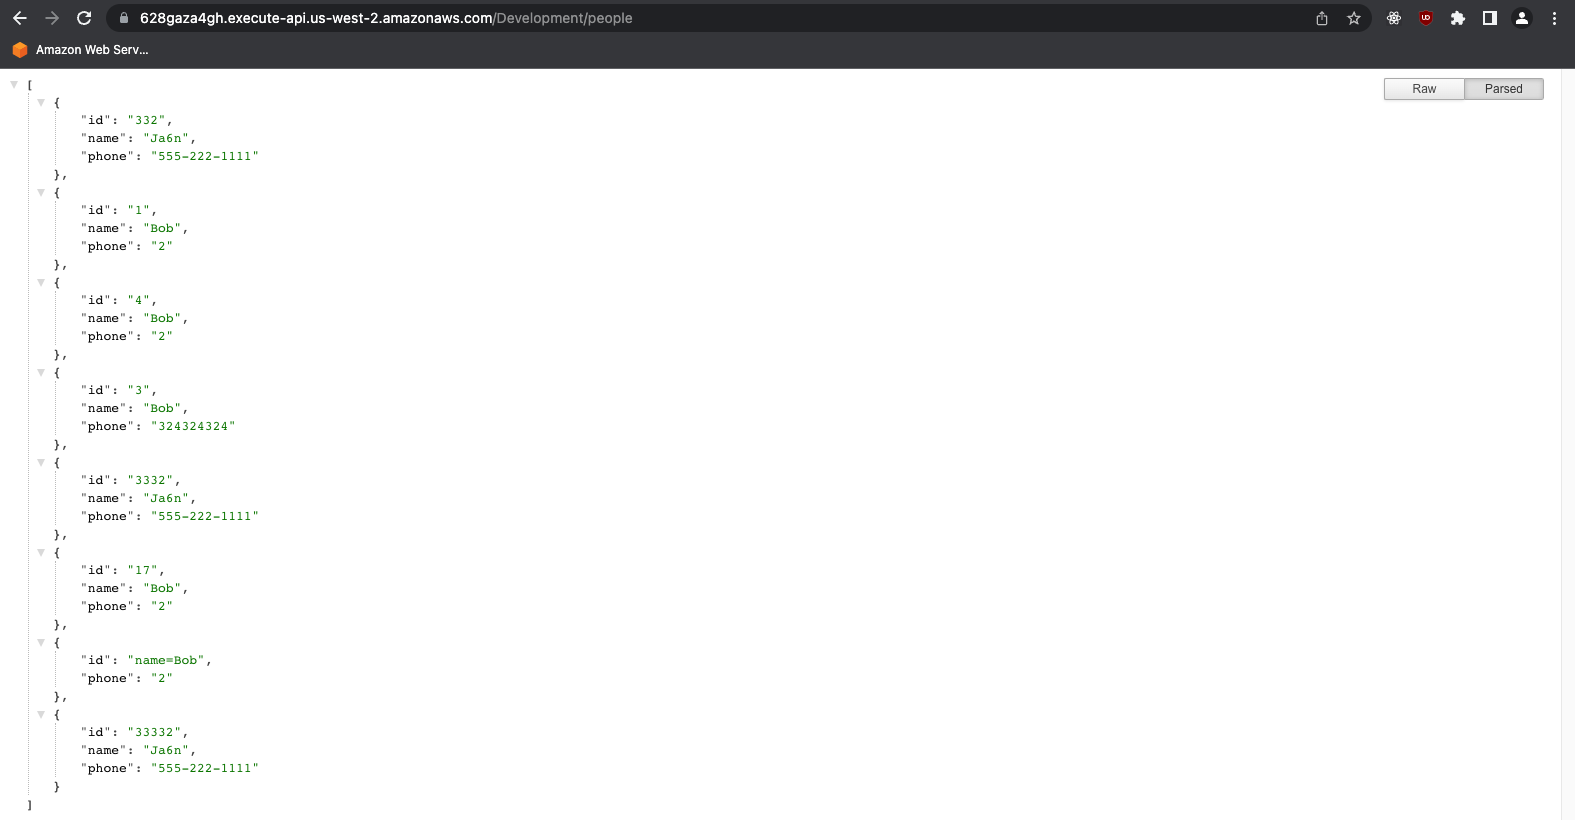 628gaza4gh.execute-api.us-west-2.amazonaws.com/Development/people
Amazon Web Serv...
Raw Parsed
[
{
"id": "332",
"name": "Ja6n",
"phone": "555-222-1111"
},
{
"id": "1",
"name": "Bob",
"phone": "2"
},
{
"id": "4",
"name": "Bob",
"phone": "2"
},
{
"id": "3",
"name": "Bob",
"phone": "324324324"
},
{
"id": "3332",
"name": "Ja6n",
"phone": "555-222-1111"
},
{
"id": "17",
"name": "Bob",
"phone": "2"
},
{
"id": "name=Bob",
"phone": "2"
},
{
"id": "33332",
"name": "Ja6n",
"phone": "555-222-1111"
}
]